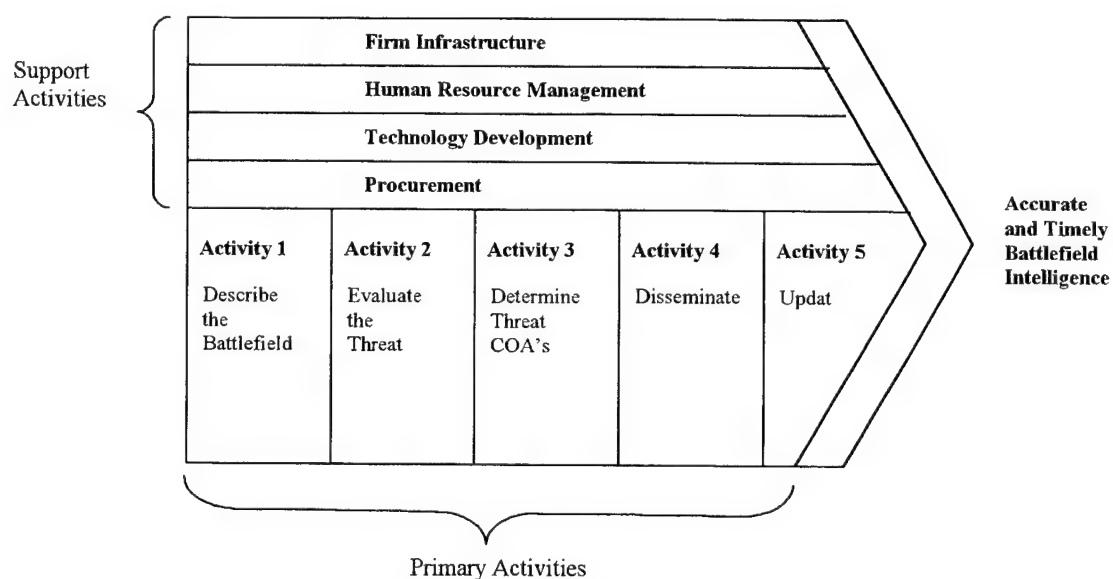 Support
Activities
Firm Infrastructure
Human Resource Management
Technology Development
Procurement
Activity 1
Describe
the
Battlefield
Activity 2
Evaluate
the
Threat
Activity 3
Determine
Threat
COA's
Activity 4
Disseminate
Activity 5
Updat
Accurate
and Timely
Battlefield
Intelligence
Primary Activities